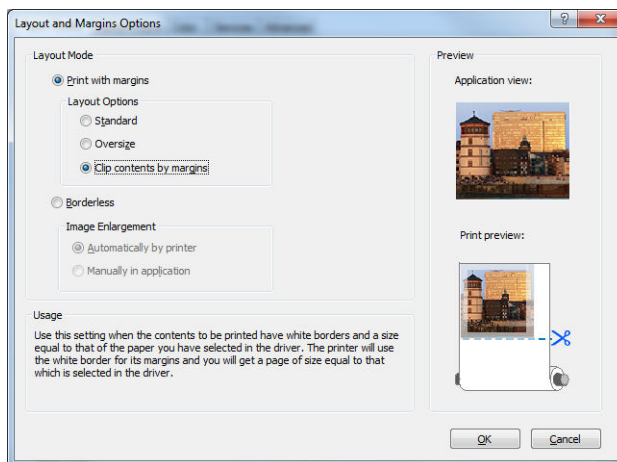 Layout and Margins Options
Layout Mode
Print with margins
Layout Options
Standard
Oversize
Clip contents by margins
Borderless
Image Enlargement
Automatically by printer
Manually in application
Usage
Use this setting when the contents to be printed have white borders and a size
equal to that of the paper you have selected in the driver. The printer will use
the white border for its margins and you will get a page of size equal to that
which is selected in the driver.
Preview
Application view:
Print preview:
OK
Cancel